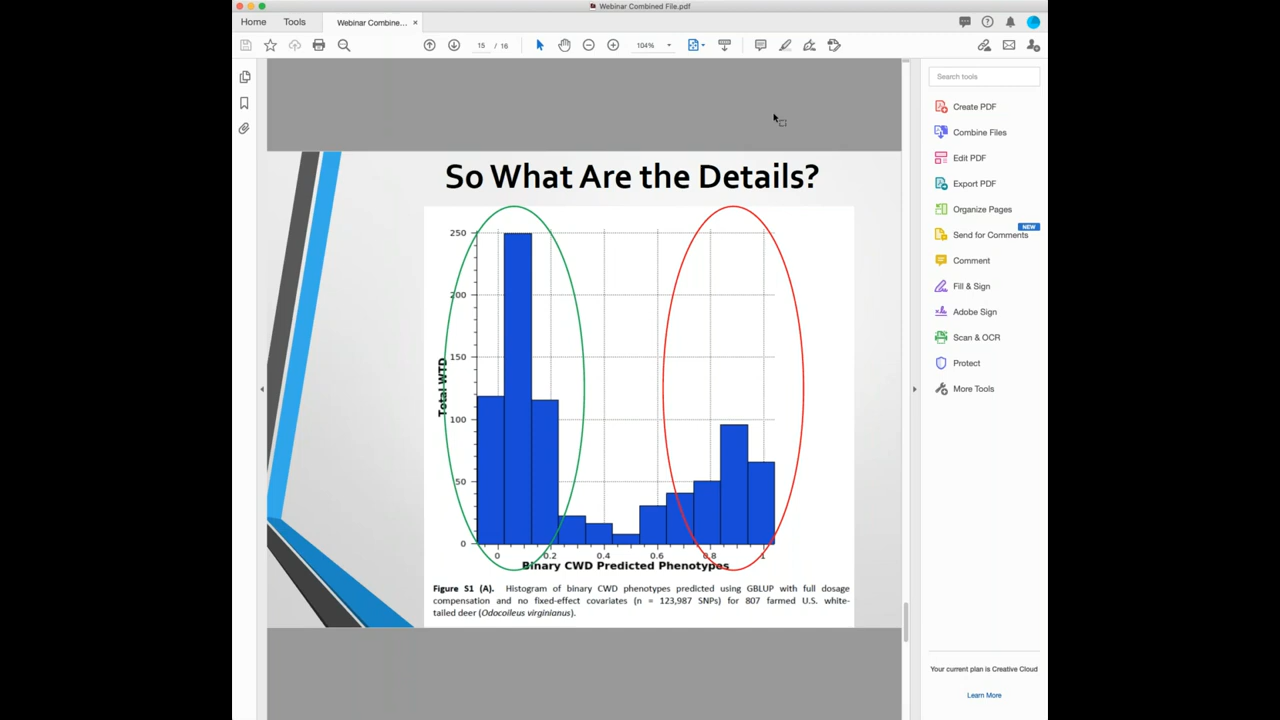 Webinar Combined File.pdf
Home
Tools
Webinar Combine...
×
15 / 16
104%
Search tools
Create PDF
Combine Files
Edit PDF
Export PDF
Organize Pages
NEW
Send for Comments
Comment
Fill & Sign
Adobe Sign
Scan & OCR
Protect
More Tools
Your current plan is Creative Cloud
Learn More
So What Are the Details?
250
200
150
100
50
0
Total WTD
0 0.2 0.4 0.6 0.8 1
Binary CWD Predicted Phenotypes
Figure S1 (A). Histogram of binary CWD phenotypes predicted using GBLUP with full dosage
compensation and no fixed-effect covariates (n = 123,987 SNPs) for 807 farmed U.S. white-
tailed deer (Odocoileus virginianus).